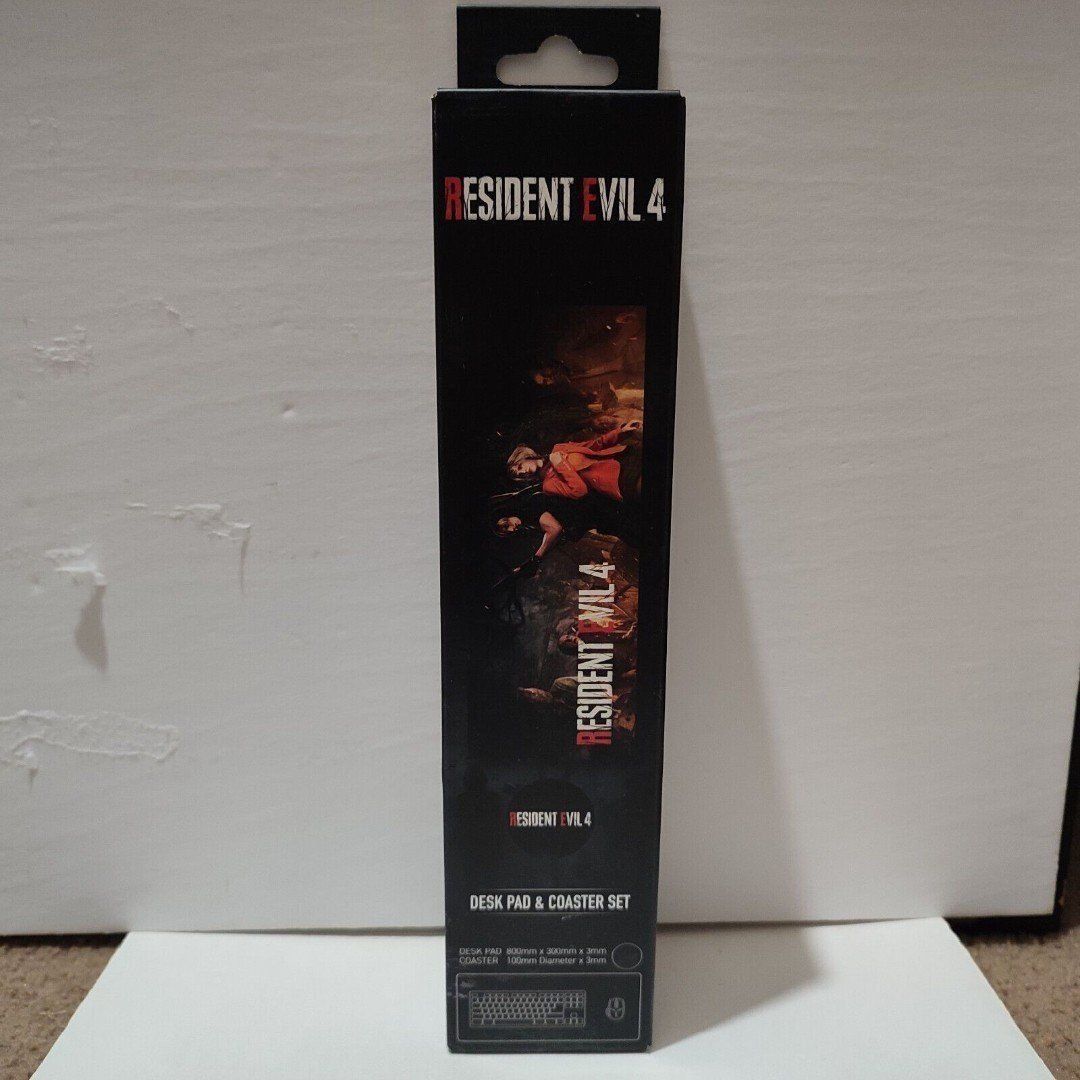 RESIDENT EVIL 4
RESIDENT EVIL 4
RESIDENT EVIL 4
DESK PAD & COASTER SET
DESK PAD 800mm x 300mm x 3mm
COASTER 100mm Diameter x 3mm